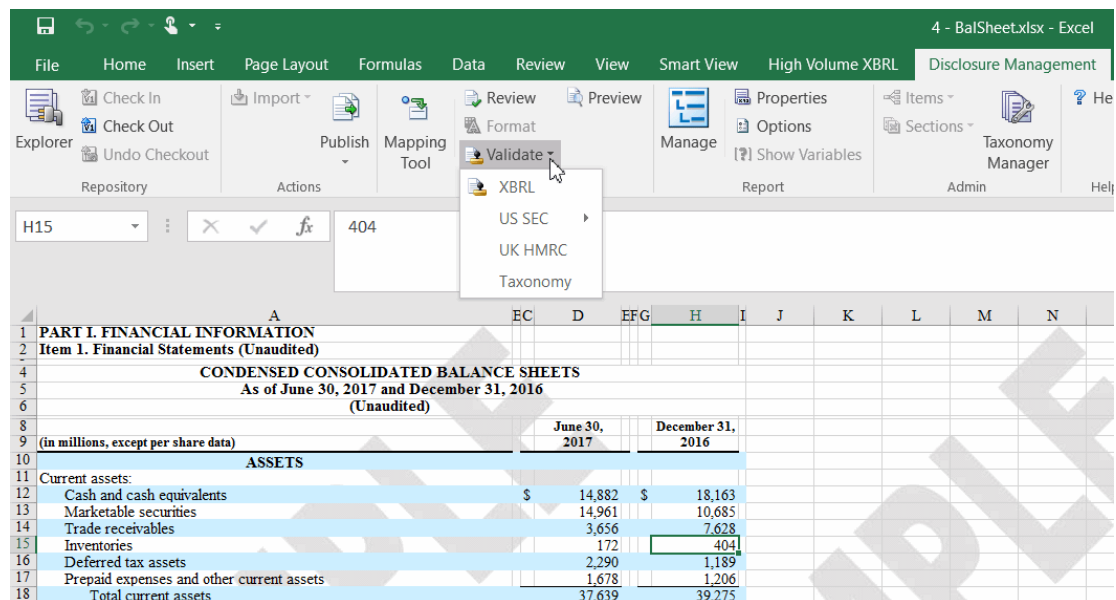 4 - BalSheet.xlsx - Excel
File Home Insert Page Layout Formulas Data Review View Smart View High Volume XBRL Disclosure Management
Check In Import Review Preview Properties Items He
Check Out Format Options Sections
Explorer Undo Checkout Publish Mapping Tool Validate Manage Show Variables Taxonomy Manager
Repository Actions Report Admin Help
XBRL
US SEC
UK HMRC
Taxonomy
H15 fx 404
A B C D E F G H I J K L M N
1 PART I. FINANCIAL INFORMATION
2 Item 1. Financial Statements (Unaudited)
4 CONDENSED CONSOLIDATED BALANCE SHEETS
5 As of June 30, 2017 and December 31, 2016
6 (Unaudited)
8 June 30, December 31,
9 (in millions, except per share data) 2017 2016
10 ASSETS
11 Current assets:
12 Cash and cash equivalents $ 14,882 $ 18,163
13 Marketable securities 14,961 10,685
14 Trade receivables 3,656 7,628
15 Inventories 172 404
16 Deferred tax assets 2,290 1,189
17 Prepaid expenses and other current assets 1,678 1,206
18 Total current assets 37,639 39,275